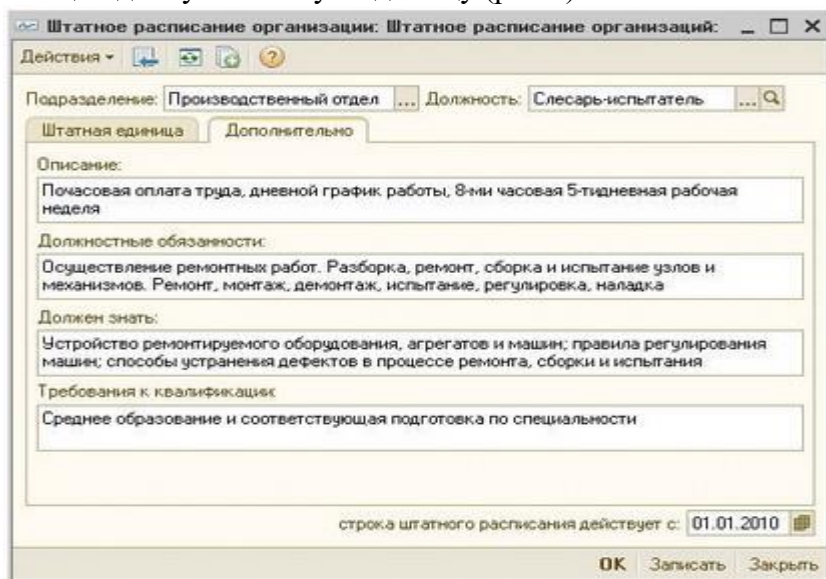 Штатное расписание организации: Штатное расписание организаций:
Действия
Подразделение: Производственный отдел ... Должность: Слесарь-испытатель ...
Штатная единица Дополнительно
Описание:
Почасовая оплата труда, дневной график работы, 8-ми часовая 5-тидневная рабочая
неделя
Должностные обязанности:
Осуществление ремонтных работ. Разборка, ремонт, сборка и испытание узлов и
механизмов. Ремонт, монтаж, демонтаж, испытание, регулировка, наладка
Должен знать:
Устройство ремонтируемого оборудования, агрегатов и машин; правила регулирования
машин; способы устранения дефектов в процессе ремонта, сборки и испытания
Требования к квалификации:
Среднее образование и соответствующая подготовка по специальности
строка штатного расписания действует с: 01.01.2010
OK Записать Закрыть